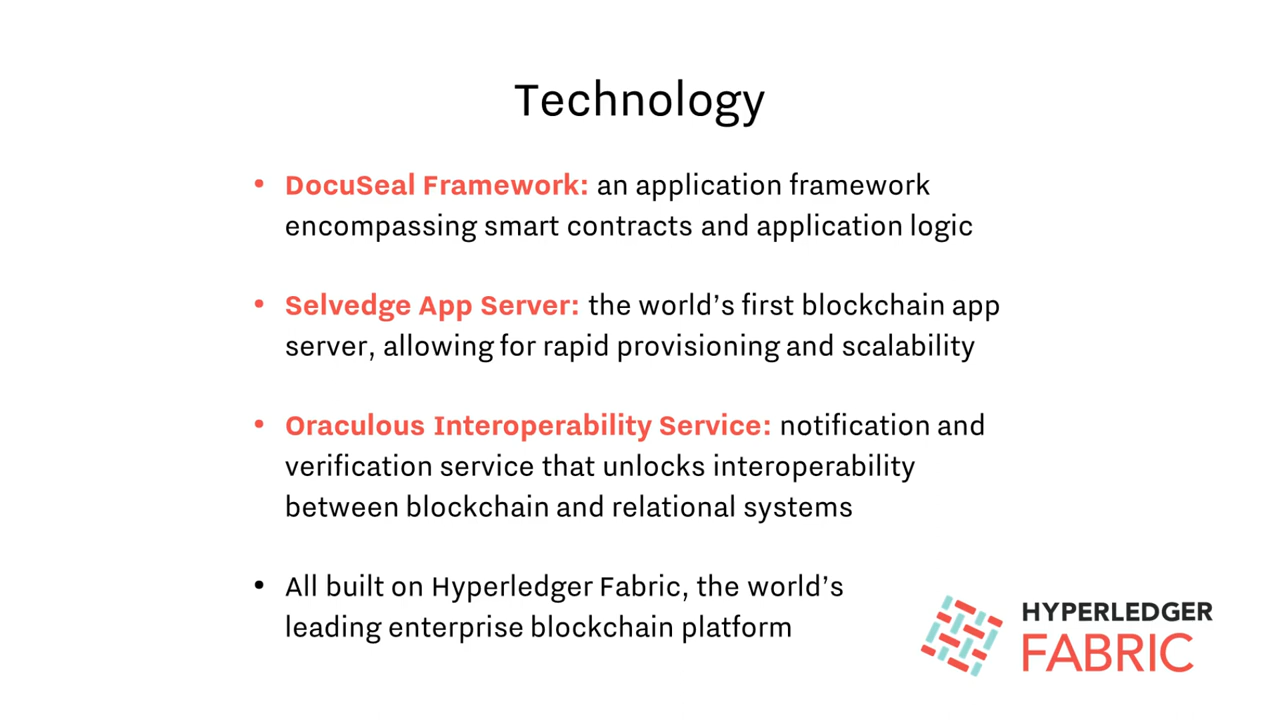 Technology
• DocuSeal Framework: an application framework
encompassing smart contracts and application logic
• Selvedge App Server: the world’s first blockchain app
server, allowing for rapid provisioning and scalability
• Oraculous Interoperability Service: notification and
verification service that unlocks interoperability
between blockchain and relational systems
• All built on Hyperledger Fabric, the world’s
leading enterprise blockchain platform
HYPERLEDGER
FABRIC